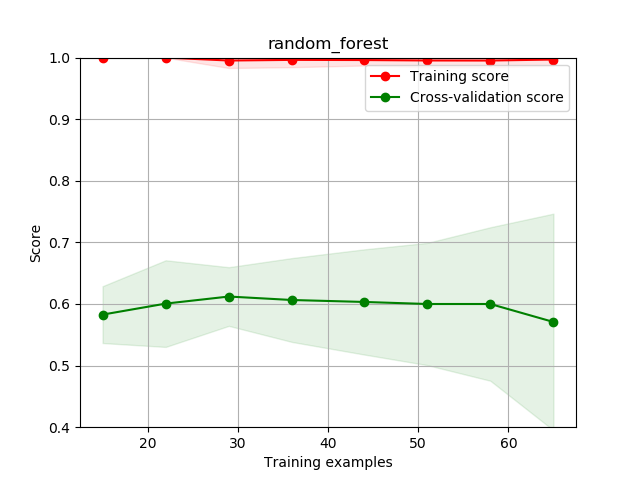 random_forest
1.0
0.9
0.8
0.7
0.6
0.5
0.4
Score
Training score
Cross-validation score
20 30 40 50 60
Training examples